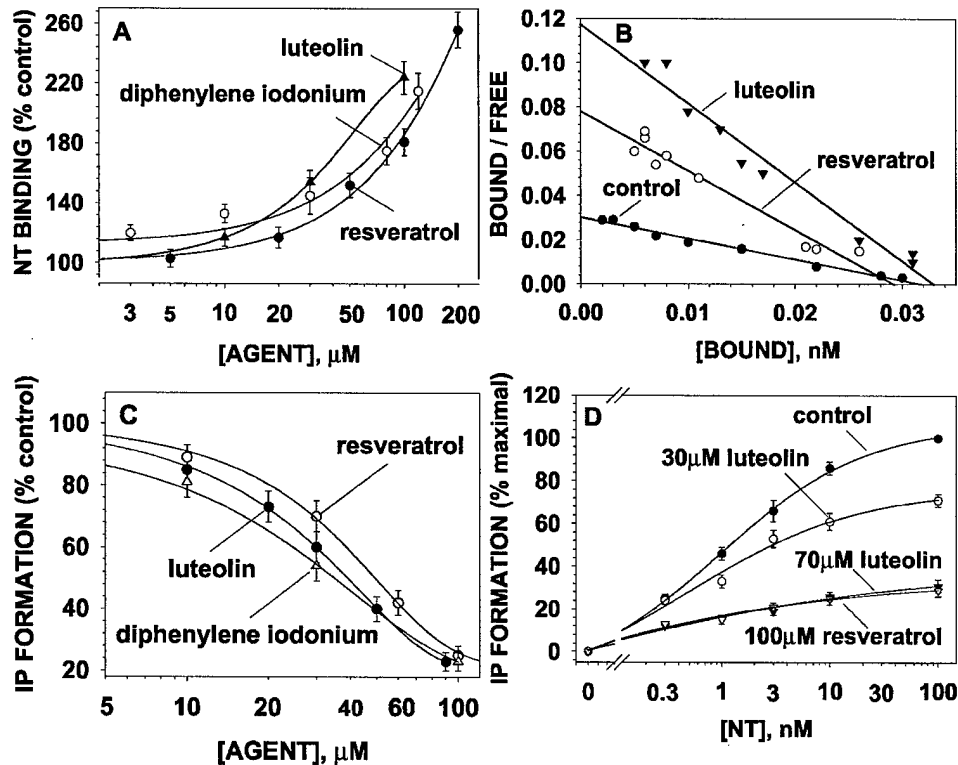 A
NT BINDING (% control)
260
220
180
140
100
luteolin
diphenylene iodonium
resveratrol
3 5 10 20 30 50 100 200
[AGENT], μM
B
BOUND / FREE
0.12
0.10
0.08
0.06
0.04
0.02
0.00
luteolin
resveratrol
control
0.00 0.01 0.02 0.03
[BOUND], nM
C
IP FORMATION (% control)
100
80
60
40
20
resveratrol
luteolin
diphenylene iodonium
5 10 20 40 60 100
[AGENT], μM
D
IP FORMATION (% maximal)
120
100
80
60
40
20
0
control
30μM luteolin
70μM luteolin
100μM resveratrol
0 0.3 1 3 10 30 100
[NT], nM